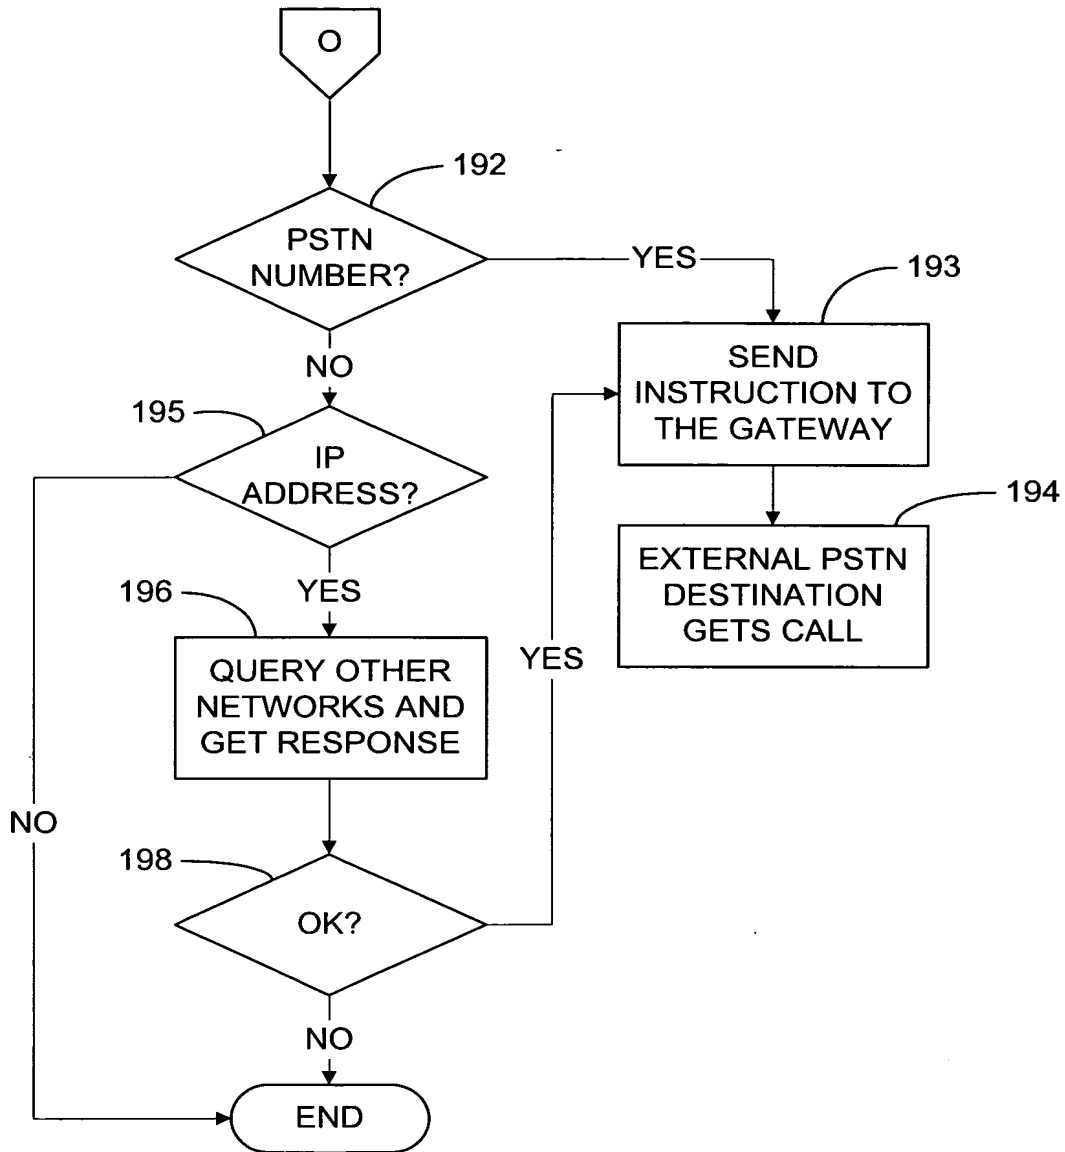 O
192
PSTN
NUMBER?
YES
193
SEND
INSTRUCTION TO
THE GATEWAY
NO
195
IP
ADDRESS?
194
EXTERNAL PSTN
DESTINATION
GETS CALL
YES
196
QUERY OTHER
NETWORKS AND
GET RESPONSE
YES
NO
198
OK?
NO
END